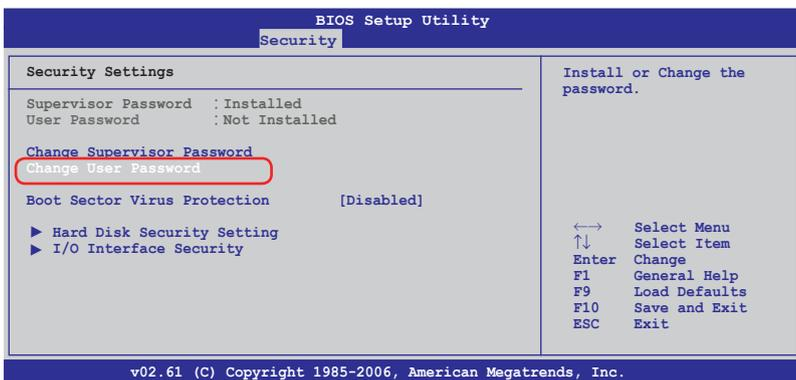 BIOS Setup Utility
Security
Security Settings
Supervisor Password : Installed
User Password : Not Installed
Change Supervisor Password
Change User Password
Boot Sector Virus Protection [Disabled]
► Hard Disk Security Setting
► I/O Interface Security
Install or Change the
password.
←→ Select Menu
↑↓ Select Item
Enter Change
F1 General Help
F9 Load Defaults
F10 Save and Exit
ESC Exit
v02.61 (C) Copyright 1985-2006, American Megatrends, Inc.